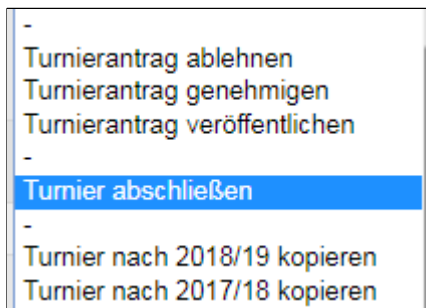 -
Turnierantrag ablehnen
Turnierantrag genehmigen
Turnierantrag veröffentlichen
-
Turnier abschließen
-
Turnier nach 2018/19 kopieren
Turnier nach 2017/18 kopieren